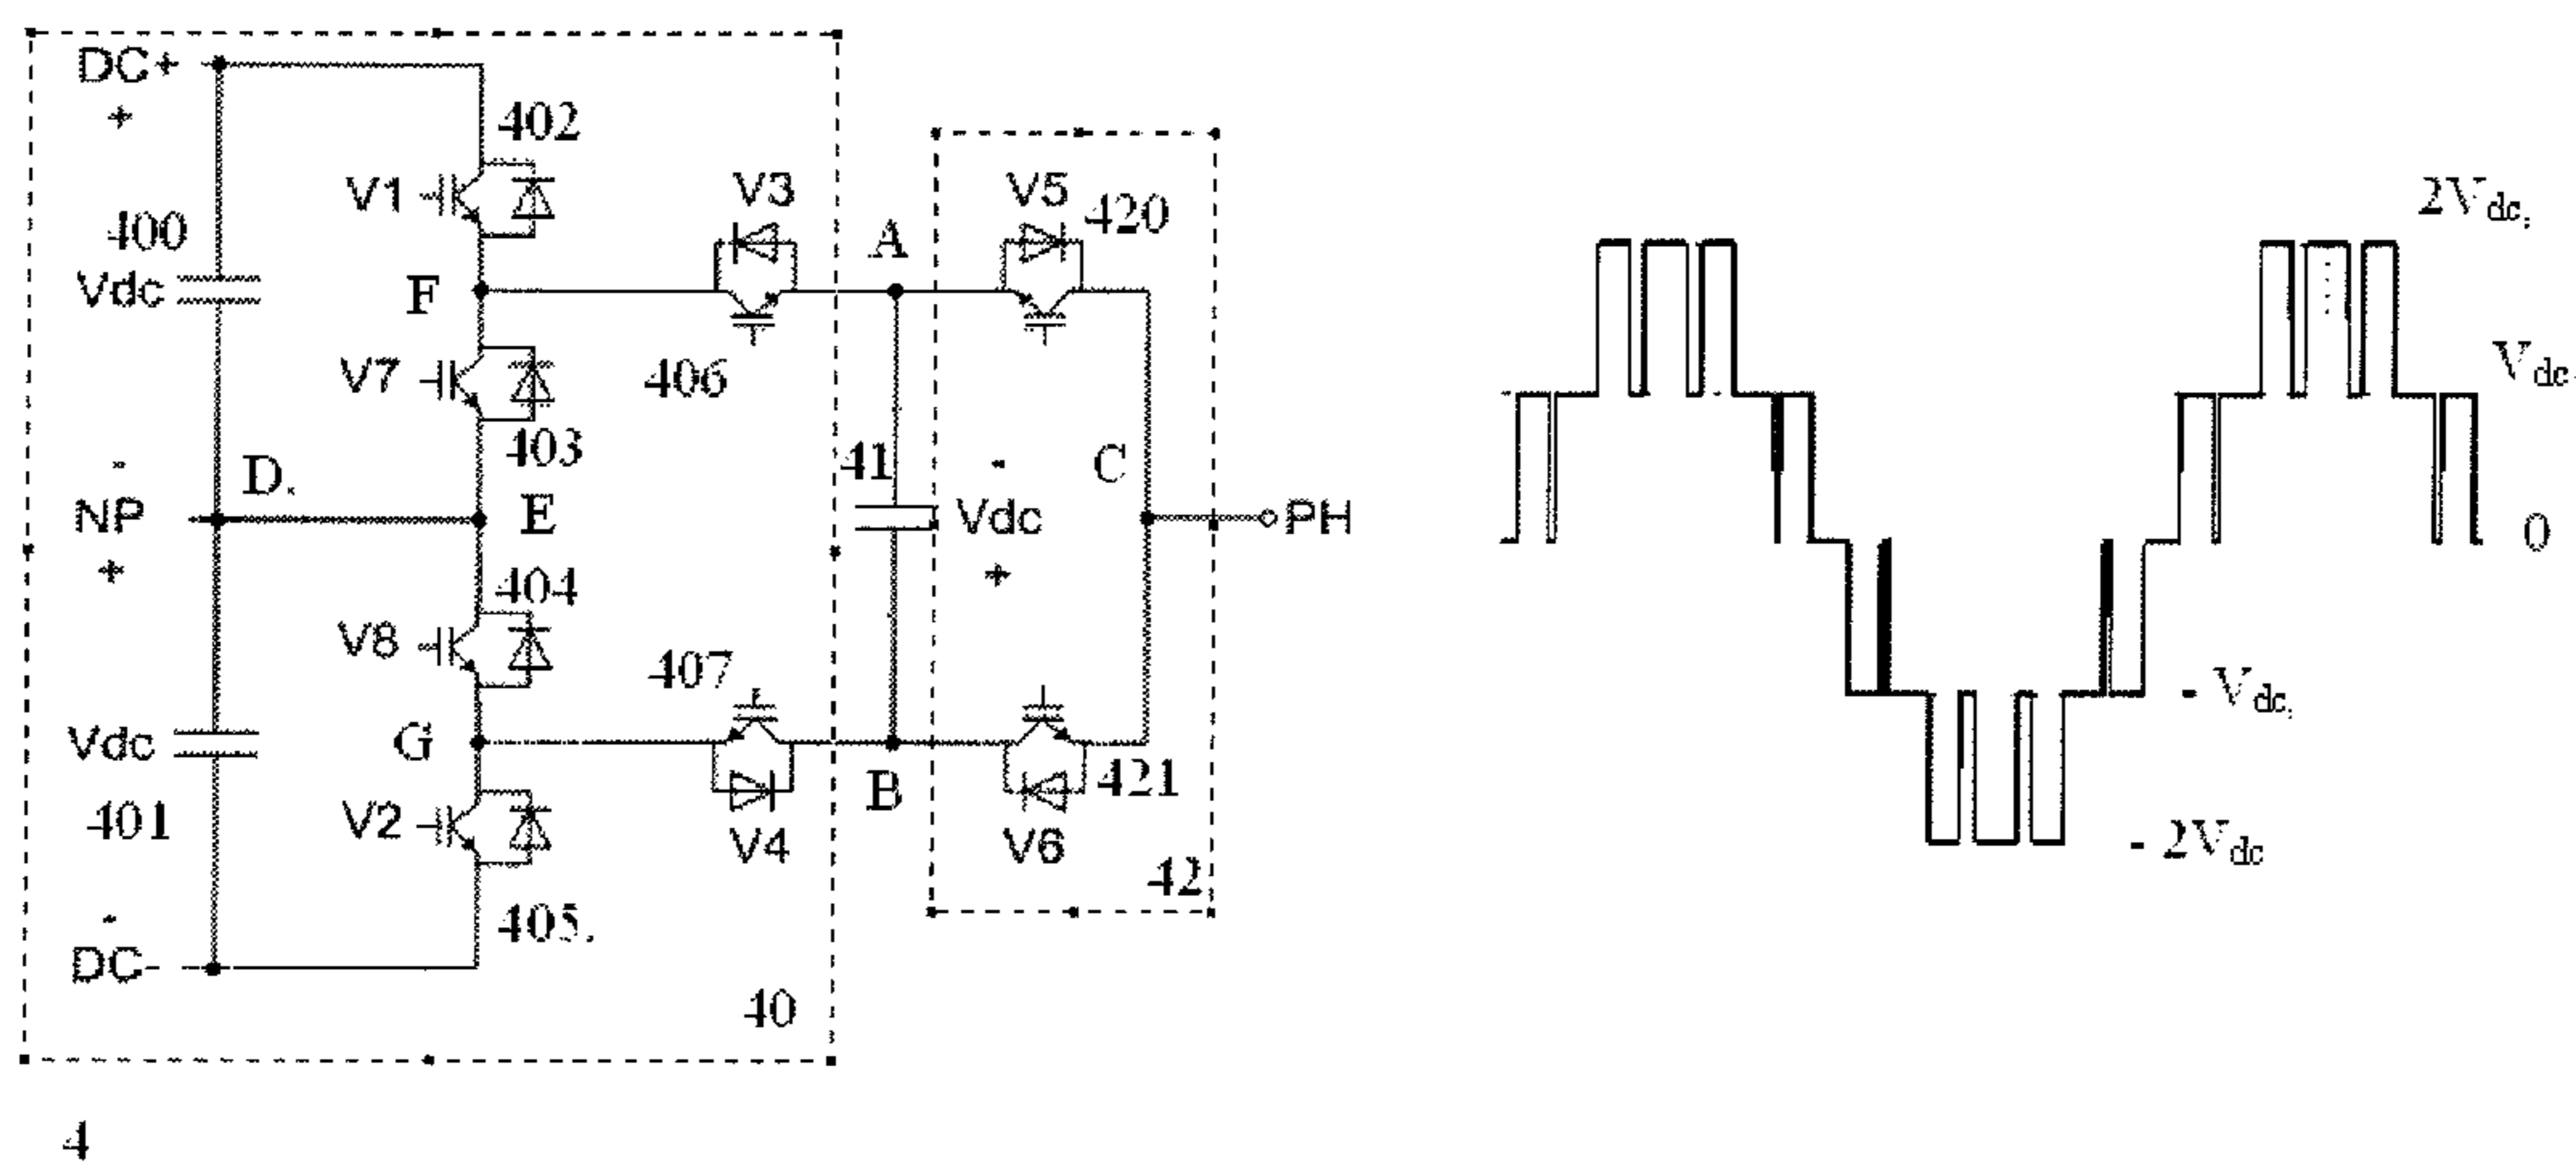 DC+
+
402
V1
400
Vdc
F
V3
406
A
V5
420
V7
403
-
D.
NP
+
E
41
-
Vdc
+
C
PH
404
V8
407
Vdc
G
401
V2
405.
V4
B
V6
421
42
-
DC-
40
4
2Vdc.
Vdc.
0
- Vdc.
- 2Vdc